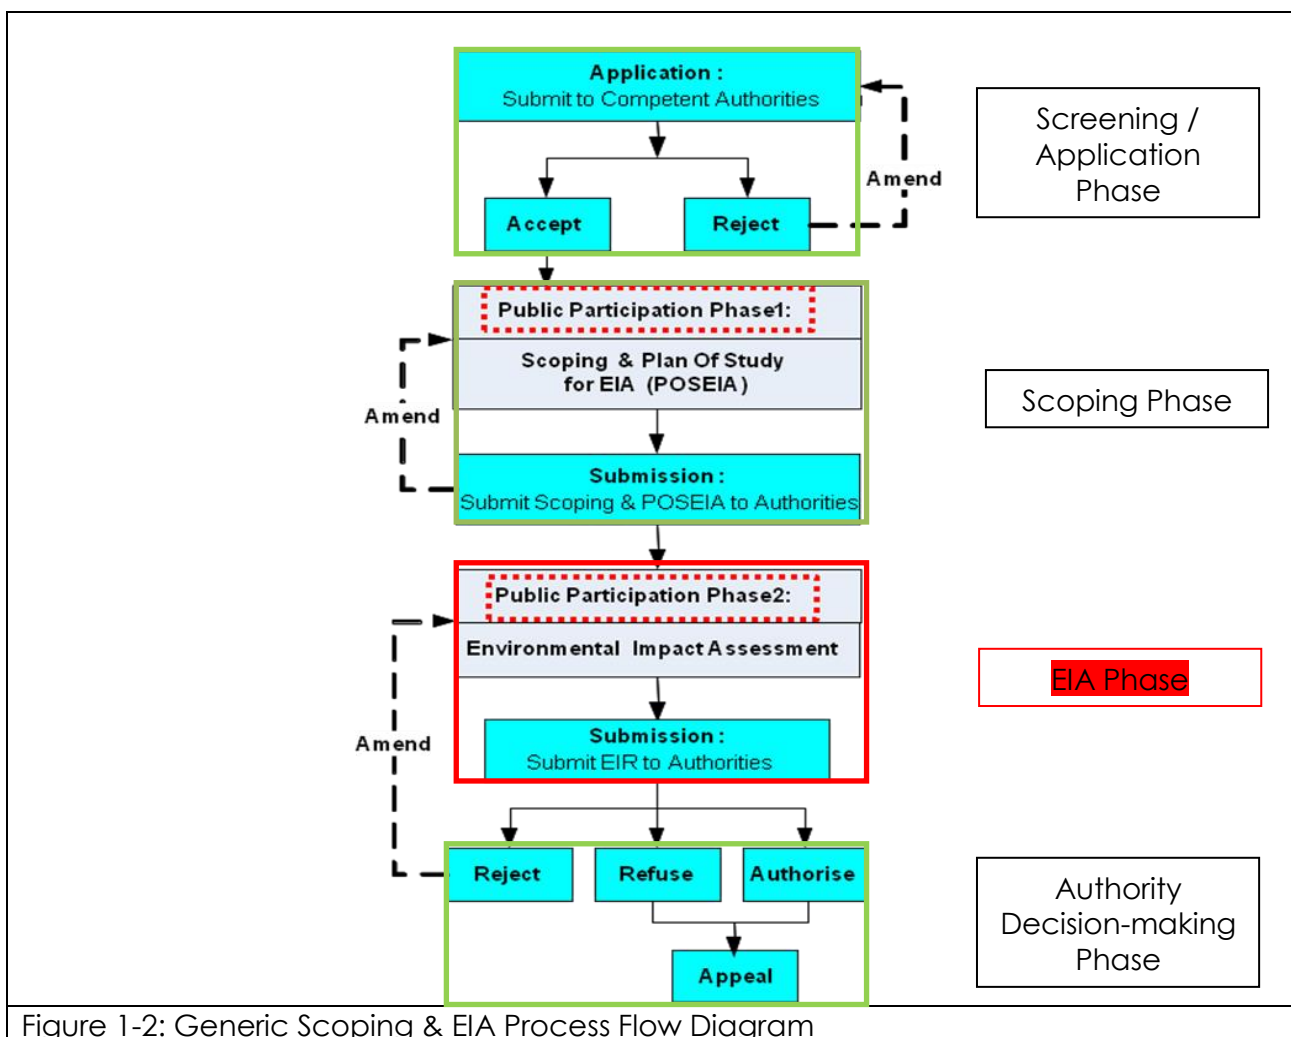 Application :
Submit to Competent Authorities
Amend
Accept
Reject
Screening /
Application
Phase
Public Participation Phase1:
Scoping & Plan Of Study
for EIA (POSEIA)
Amend
Submission :
Submit Scoping & POSEIA to Authorities
Scoping Phase
Public Participation Phase2:
Environmental Impact Assessment
Amend
Submission :
Submit EIR to Authorities
EIA Phase
Reject
Refuse
Authorise
Appeal
Authority
Decision-making
Phase
Figure 1-2: Generic Scoping & EIA Process Flow Diagram